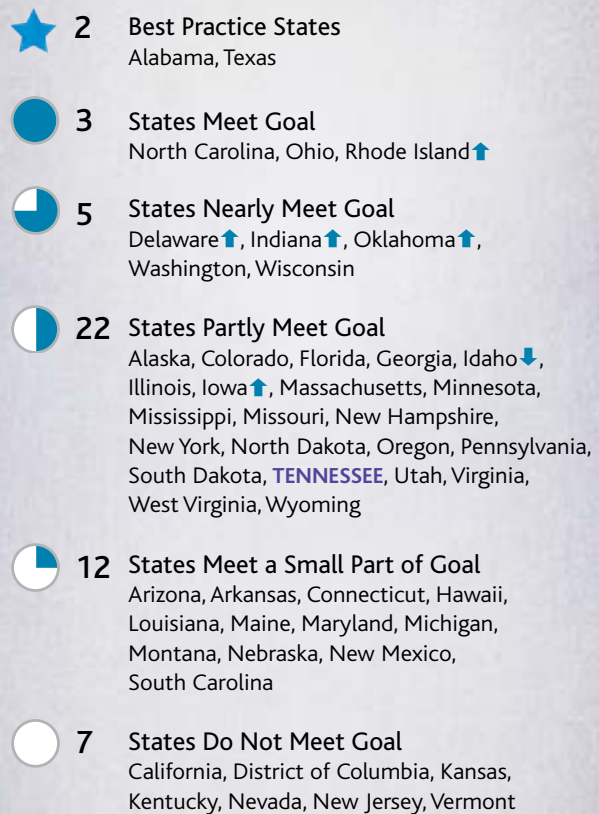 2 Best Practice States
Alabama, Texas
3 States Meet Goal
North Carolina, Ohio, Rhode Island⬆
5 States Nearly Meet Goal
Delaware⬆, Indiana⬆, Oklahoma⬆,
Washington, Wisconsin
22 States Partly Meet Goal
Alaska, Colorado, Florida, Georgia, Idaho⬇,
Illinois, Iowa⬆, Massachusetts, Minnesota,
Mississippi, Missouri, New Hampshire,
New York, North Dakota, Oregon, Pennsylvania,
South Dakota, TENNESSEE, Utah, Virginia,
West Virginia, Wyoming
12 States Meet a Small Part of Goal
Arizona, Arkansas, Connecticut, Hawaii,
Louisiana, Maine, Maryland, Michigan,
Montana, Nebraska, New Mexico,
South Carolina
7 States Do Not Meet Goal
California, District of Columbia, Kansas,
Kentucky, Nevada, New Jersey, Vermont